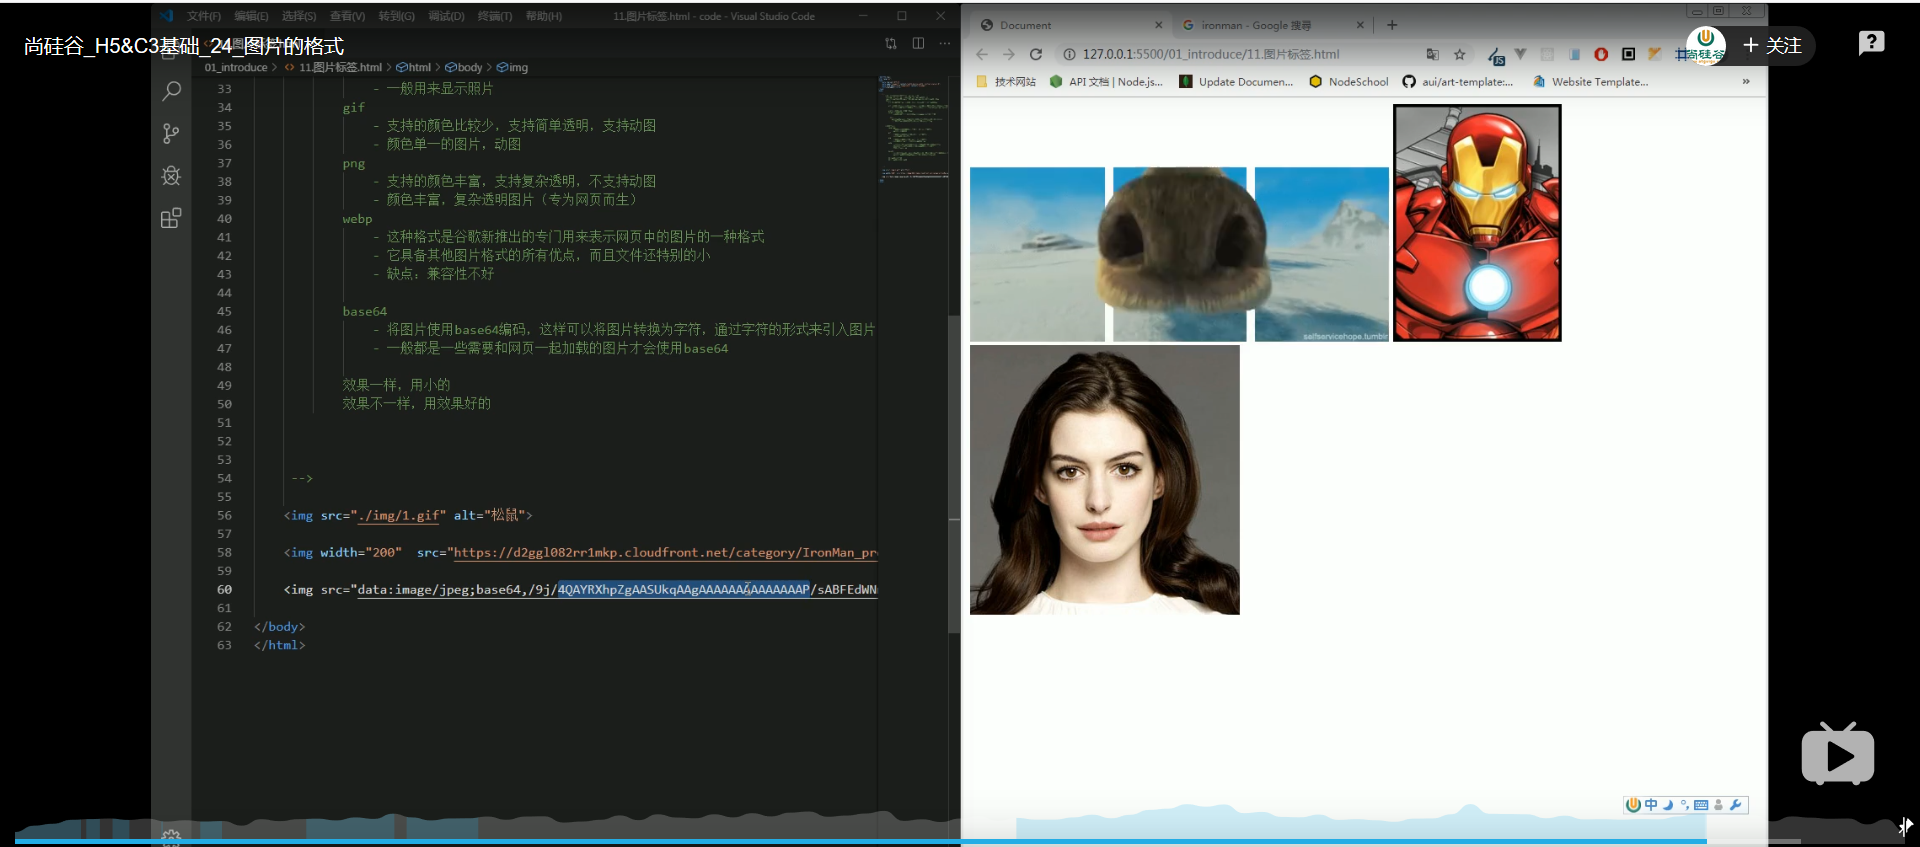 文件(F) 编辑(E) 选择(S) 查看(V) 转到(G) 调试(D) 终端(T) 帮助(H) 11.图片标签.html - code - Visual Studio Code
尚硅谷_H5&C3基础_24_图片的格式
01_introduce > 11.图片标签.html > html > body > img
33 - 一般用来显示照片
34 gif
35 - 支持的颜色比较少，支持简单透明，支持动图
36 - 颜色单一的图片，动图
37 png
38 - 支持的颜色丰富，支持复杂透明，不支持动图
39 - 颜色丰富，复杂透明图片（专为网页而生）
40 webp
41 - 这种格式是谷歌新推出的专门用来表示网页中的图片的一种格式
42 - 它具备其他图片格式的所有优点，而且文件还特别的小
43 - 缺点：兼容性不好
44
45 base64
46 - 将图片使用base64编码，这样可以将图片转换为字符，通过字符的形式来引入图片
47 - 一般都是一些需要和网页一起加载的图片才会使用base64
48
49 效果一样，用小的
50 效果不一样，用效果好的
51
52
53
54 -->
55
56 <img src="./img/1.gif" alt="松鼠">
57
58 <img width="200" src="https://d2ggl082rr1mkp.cloudfront.net/category/IronMan_pr
59
60 <img src="data:image/jpeg;base64,/9j/4QAYRXhpZgAASUkqAAgAAAAAAAAAAAAAAP/sABFEdWN
61
62 </body>
63 </html>
Document
ironman - Google 搜尋
127.0.0.1:5500/01_introduce/11.图片标签.html
技术网站 API 文档 | Node.js... Update Documen... NodeSchool aui/art-template:... Website Template... »
尚硅谷
+ 关注
selfservicehope.tumblr
中